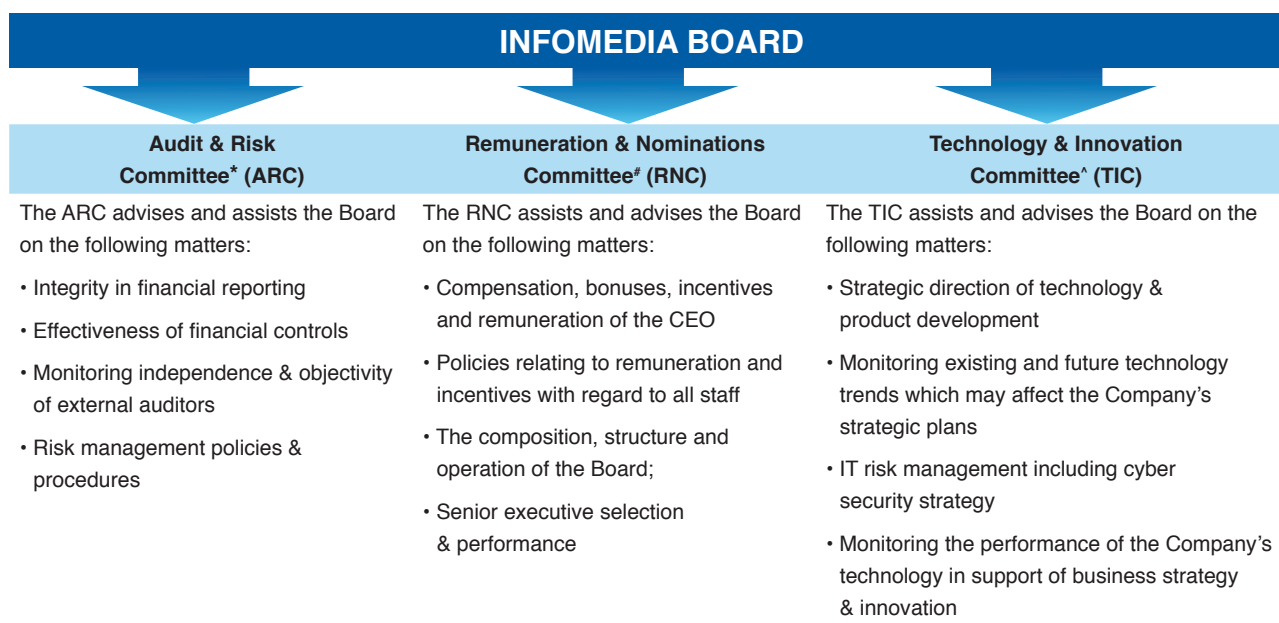 INFOMEDIA BOARD
Audit & Risk
Committee* (ARC)
The ARC advises and assists the Board
on the following matters:
• Integrity in financial reporting
• Effectiveness of financial controls
• Monitoring independence & objectivity
of external auditors
• Risk management policies &
procedures
Remuneration & Nominations
Committee# (RNC)
The RNC assists and advises the Board
on the following matters:
• Compensation, bonuses, incentives
and remuneration of the CEO
• Policies relating to remuneration and
incentives with regard to all staff
• The composition, structure and
operation of the Board;
• Senior executive selection
& performance
Technology & Innovation
Committee^ (TIC)
The TIC assists and advises the Board on the
following matters:
• Strategic direction of technology &
product development
• Monitoring existing and future technology
trends which may affect the Company’s
strategic plans
• IT risk management including cyber
security strategy
• Monitoring the performance of the Company’s
technology in support of business strategy
& innovation